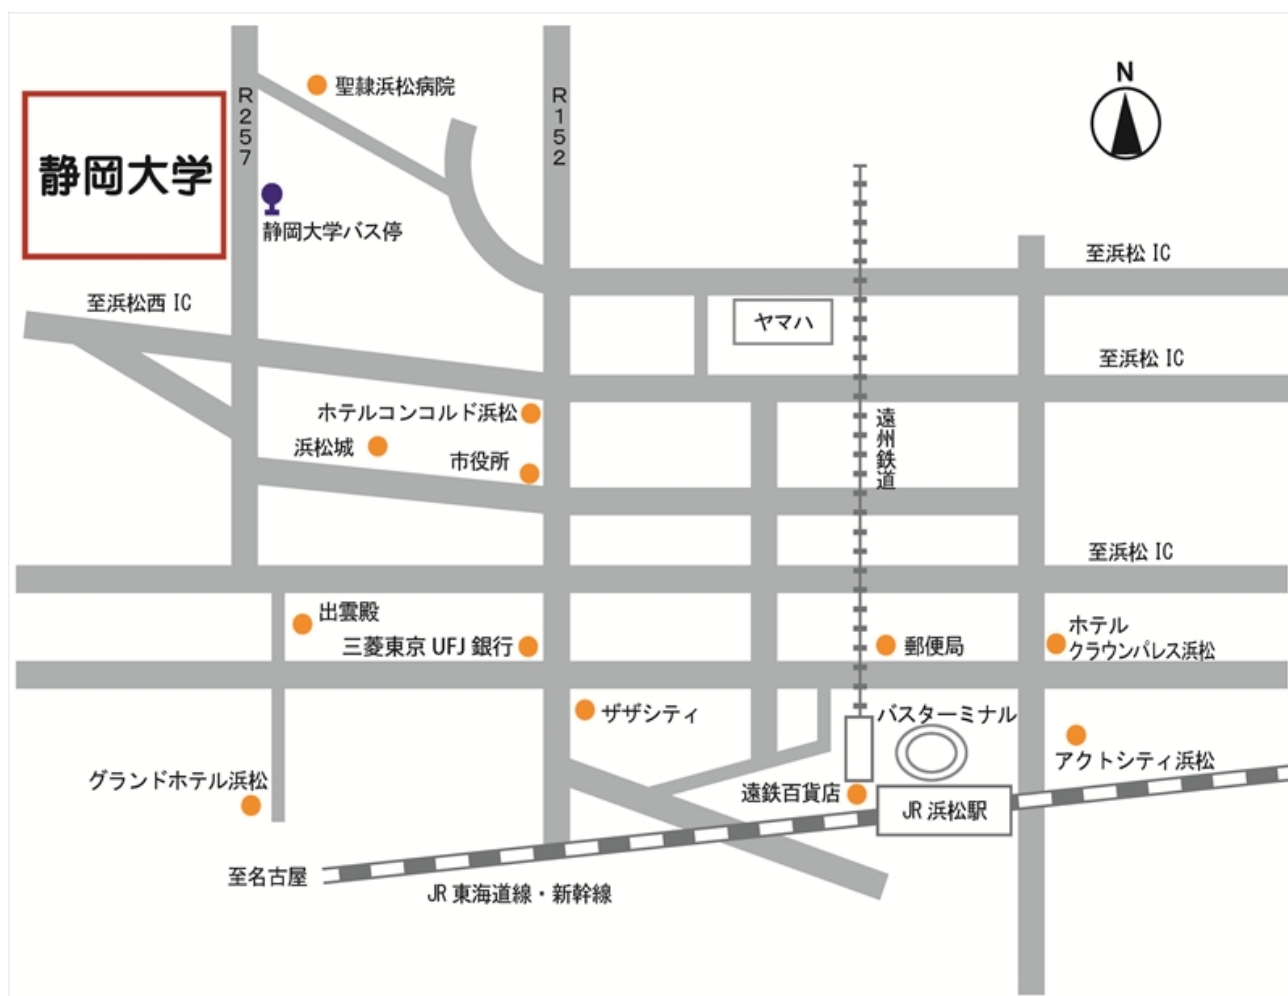 聖隷浜松病院
R257
R152
N
静岡大学
静岡大学バス停
至浜松 IC
至浜松西 IC
ヤマハ
至浜松 IC
ホテルコンコルド浜松
遠州鉄道
浜松城
市役所
至浜松 IC
出雲殿
三菱東京 UFJ 銀行
郵便局
ホテル
クラウンパレス浜松
ザザシティ
バスターミナル
アクトシティ浜松
グランドホテル浜松
遠鉄百貨店
JR 浜松駅
至名古屋
JR 東海道線・新幹線